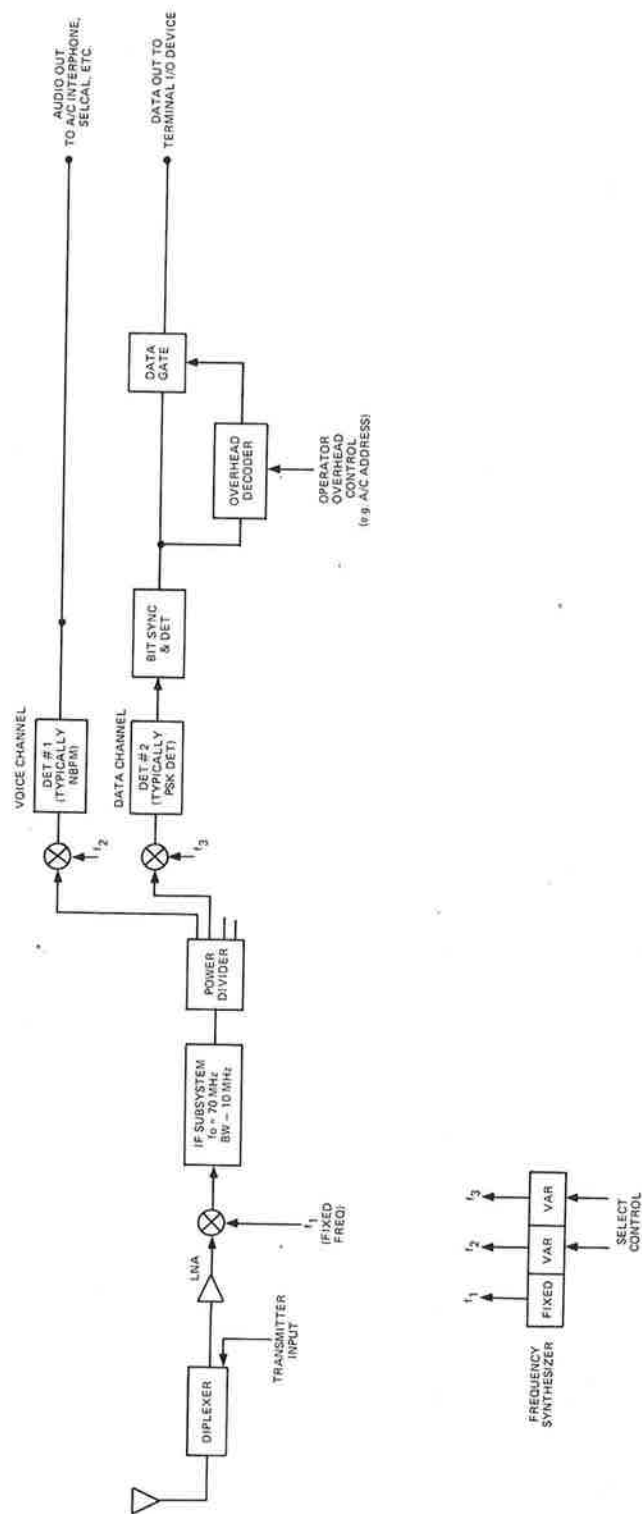 DIPLEXER
TRANSMITTER
INPUT
LNA
f1
(FIXED
FREQ)
IF SUBSYSTEM
fo = 70 MHz
BW – 10 MHz
POWER
DIVIDER
f2
f3
VOICE CHANNEL
DET #1
(TYPICALLY
NBFM)
DATA CHANNEL
DET #2
(TYPICALLY
PSK DET)
BIT SYNC
& DET
OVERHEAD
DECODER
OPERATOR
OVERHEAD
CONTROL
(e.g. A/C ADDRESS)
DATA
GATE
AUDIO OUT
TO A/C INTERPHONE,
SELCAL, ETC.
DATA OUT TO
TERMINAL I/O DEVICE
FREQUENCY
SYNTHESIZER
f1 f2 f3
FIXED VAR VAR
SELECT
CONTROL